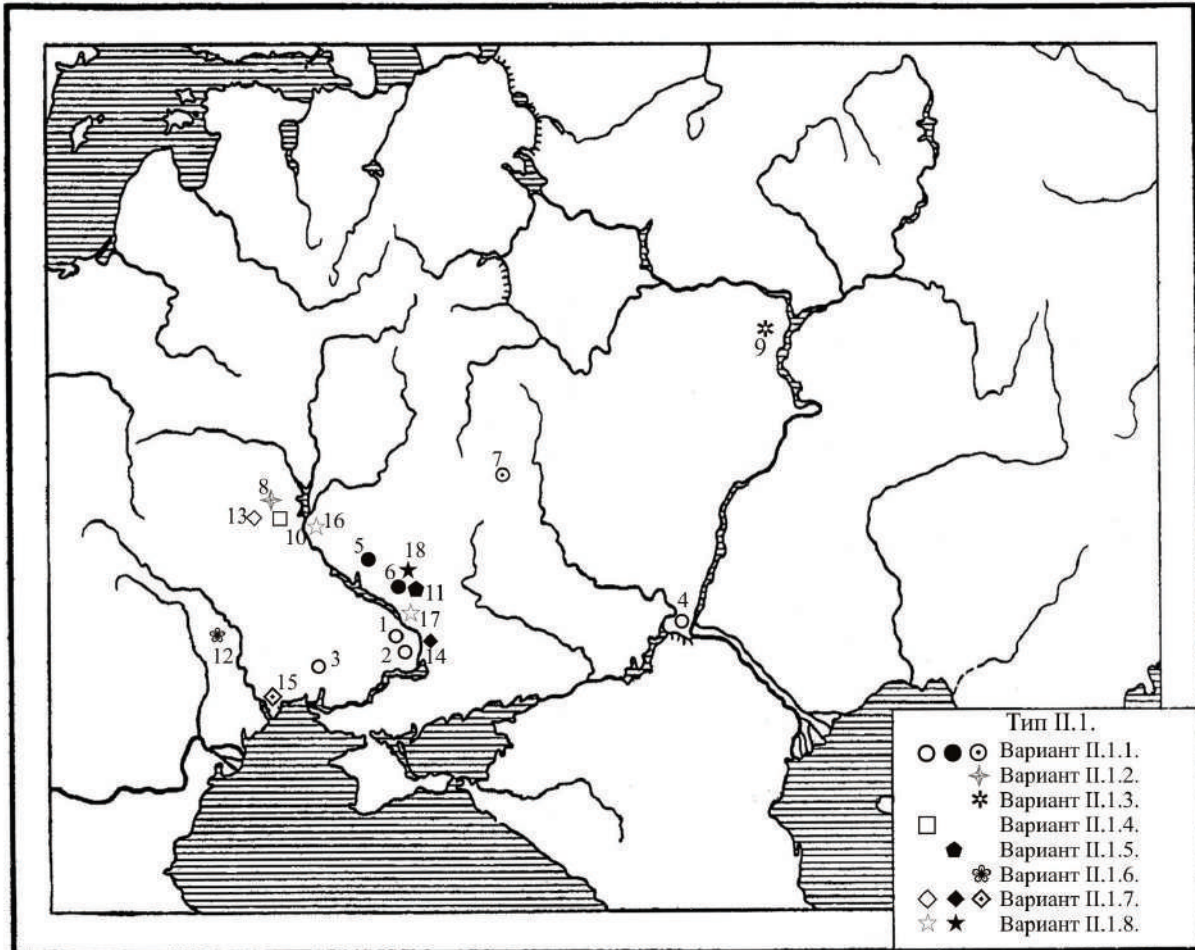 9
7
8
13
10
16
5
18
6
11
17
1
2
14
3
4
12
15
Тип II.1.
Вариант II.1.1.
Вариант II.1.2.
Вариант II.1.3.
Вариант II.1.4.
Вариант II.1.5.
Вариант II.1.6.
Вариант II.1.7.
Вариант II.1.8.